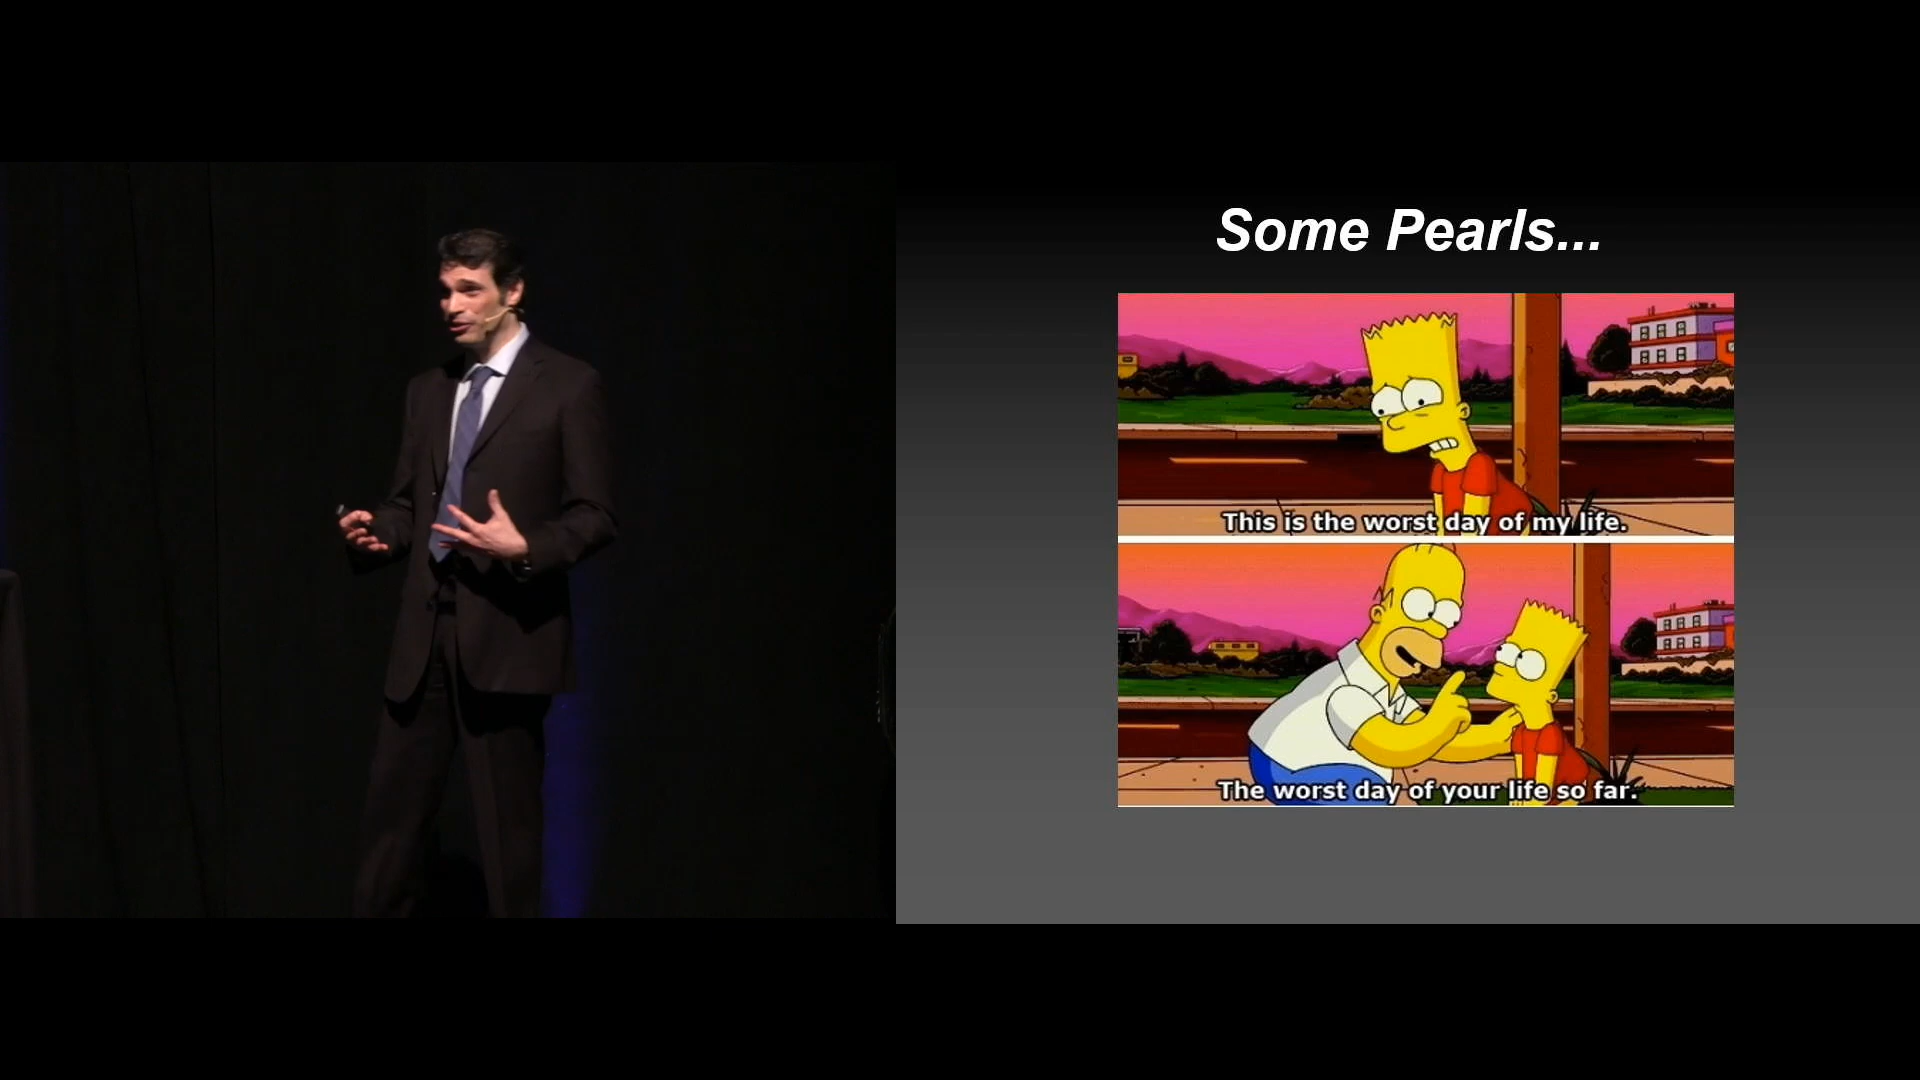 Some Pearls...
This is the worst day of my life.
The worst day of your life so far.